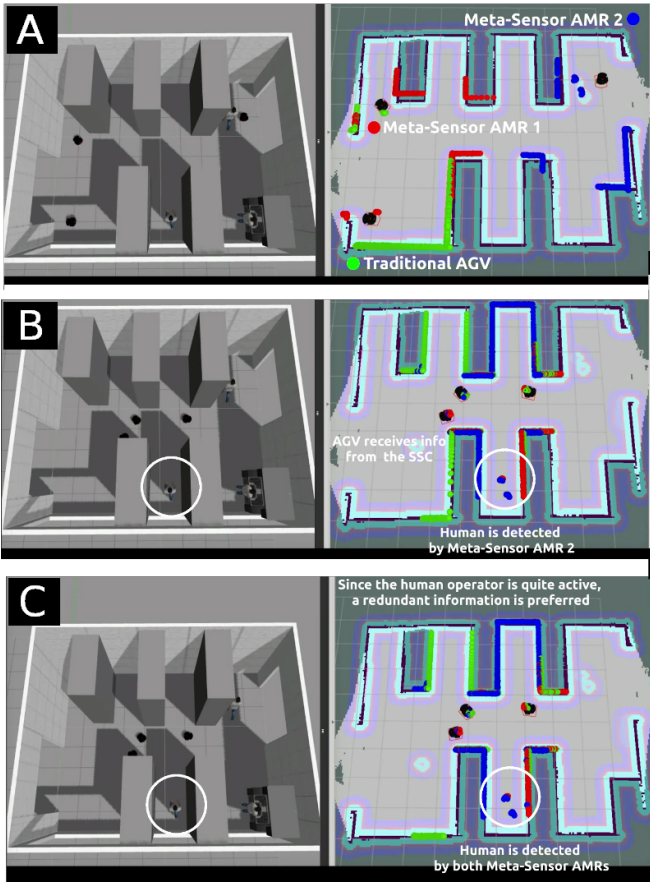 A
Meta-Sensor AMR 2
Meta-Sensor AMR 1
Traditional AGV
B
AGV receives info
from the SSC
Human is detected
by Meta-Sensor AMR 2
C
Since the human operator is quite active,
a redundant information is preferred
Human is detected
by both Meta-Sensor AMRs